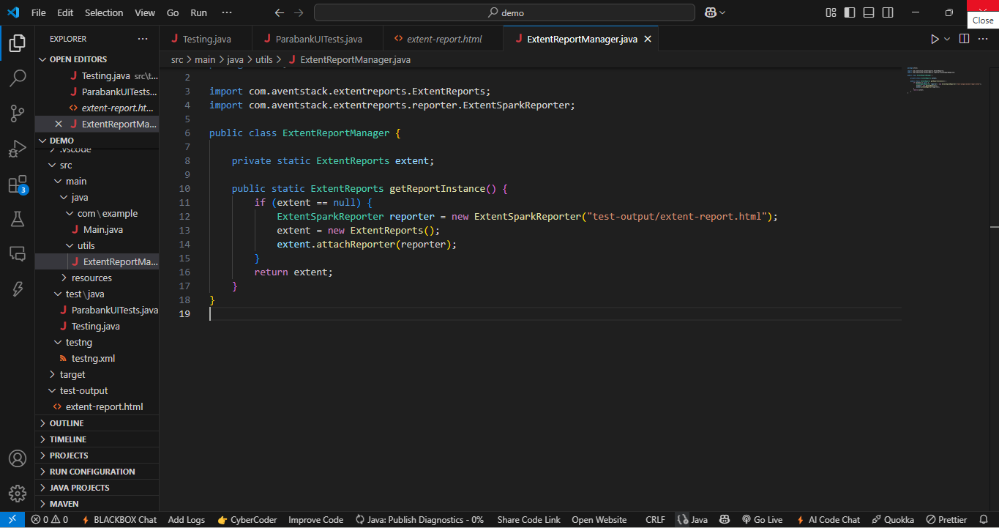 File Edit Selection View Go Run ··· demo
Close
EXPLORER ···
OPEN EDITORS
Testing.java src\t...
ParabankUITests...
extent-report.ht...
ExtentReportMa...
DEMO
.vscode
src
main
java
com\example
Main.java
utils
ExtentReportMa...
resources
test\java
ParabankUITests.java
Testing.java
testng
testng.xml
target
test-output
extent-report.html
OUTLINE
TIMELINE
PROJECTS
RUN CONFIGURATION
JAVA PROJECTS
MAVEN
3
Testing.java ParabankUITests.java extent-report.html ExtentReportManager.java
src > main > java > utils > ExtentReportManager.java
2
3 import com.aventstack.extentreports.ExtentReports;
4 import com.aventstack.extentreports.reporter.ExtentSparkReporter;
5
6 public class ExtentReportManager {
7
8 private static ExtentReports extent;
9
10 public static ExtentReports getReportInstance() {
11 if (extent == null) {
12 ExtentSparkReporter reporter = new ExtentSparkReporter("test-output/extent-report.html");
13 extent = new ExtentReports();
14 extent.attachReporter(reporter);
15 }
16 return extent;
17 }
18 }
19
0 0 BLACKBOX Chat Add Logs CyberCoder Improve Code Java: Publish Diagnostics - 0% Share Code Link Open Website CRLF Java Go Live AI Code Chat Quokka Prettier